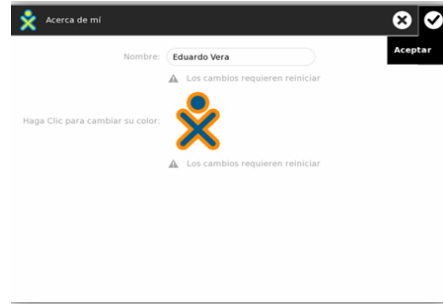 Acerca de mí
Aceptar
Nombre: Eduardo Vera
Los cambios requieren reiniciar
Haga Clic para cambiar su color:
Los cambios requieren reiniciar